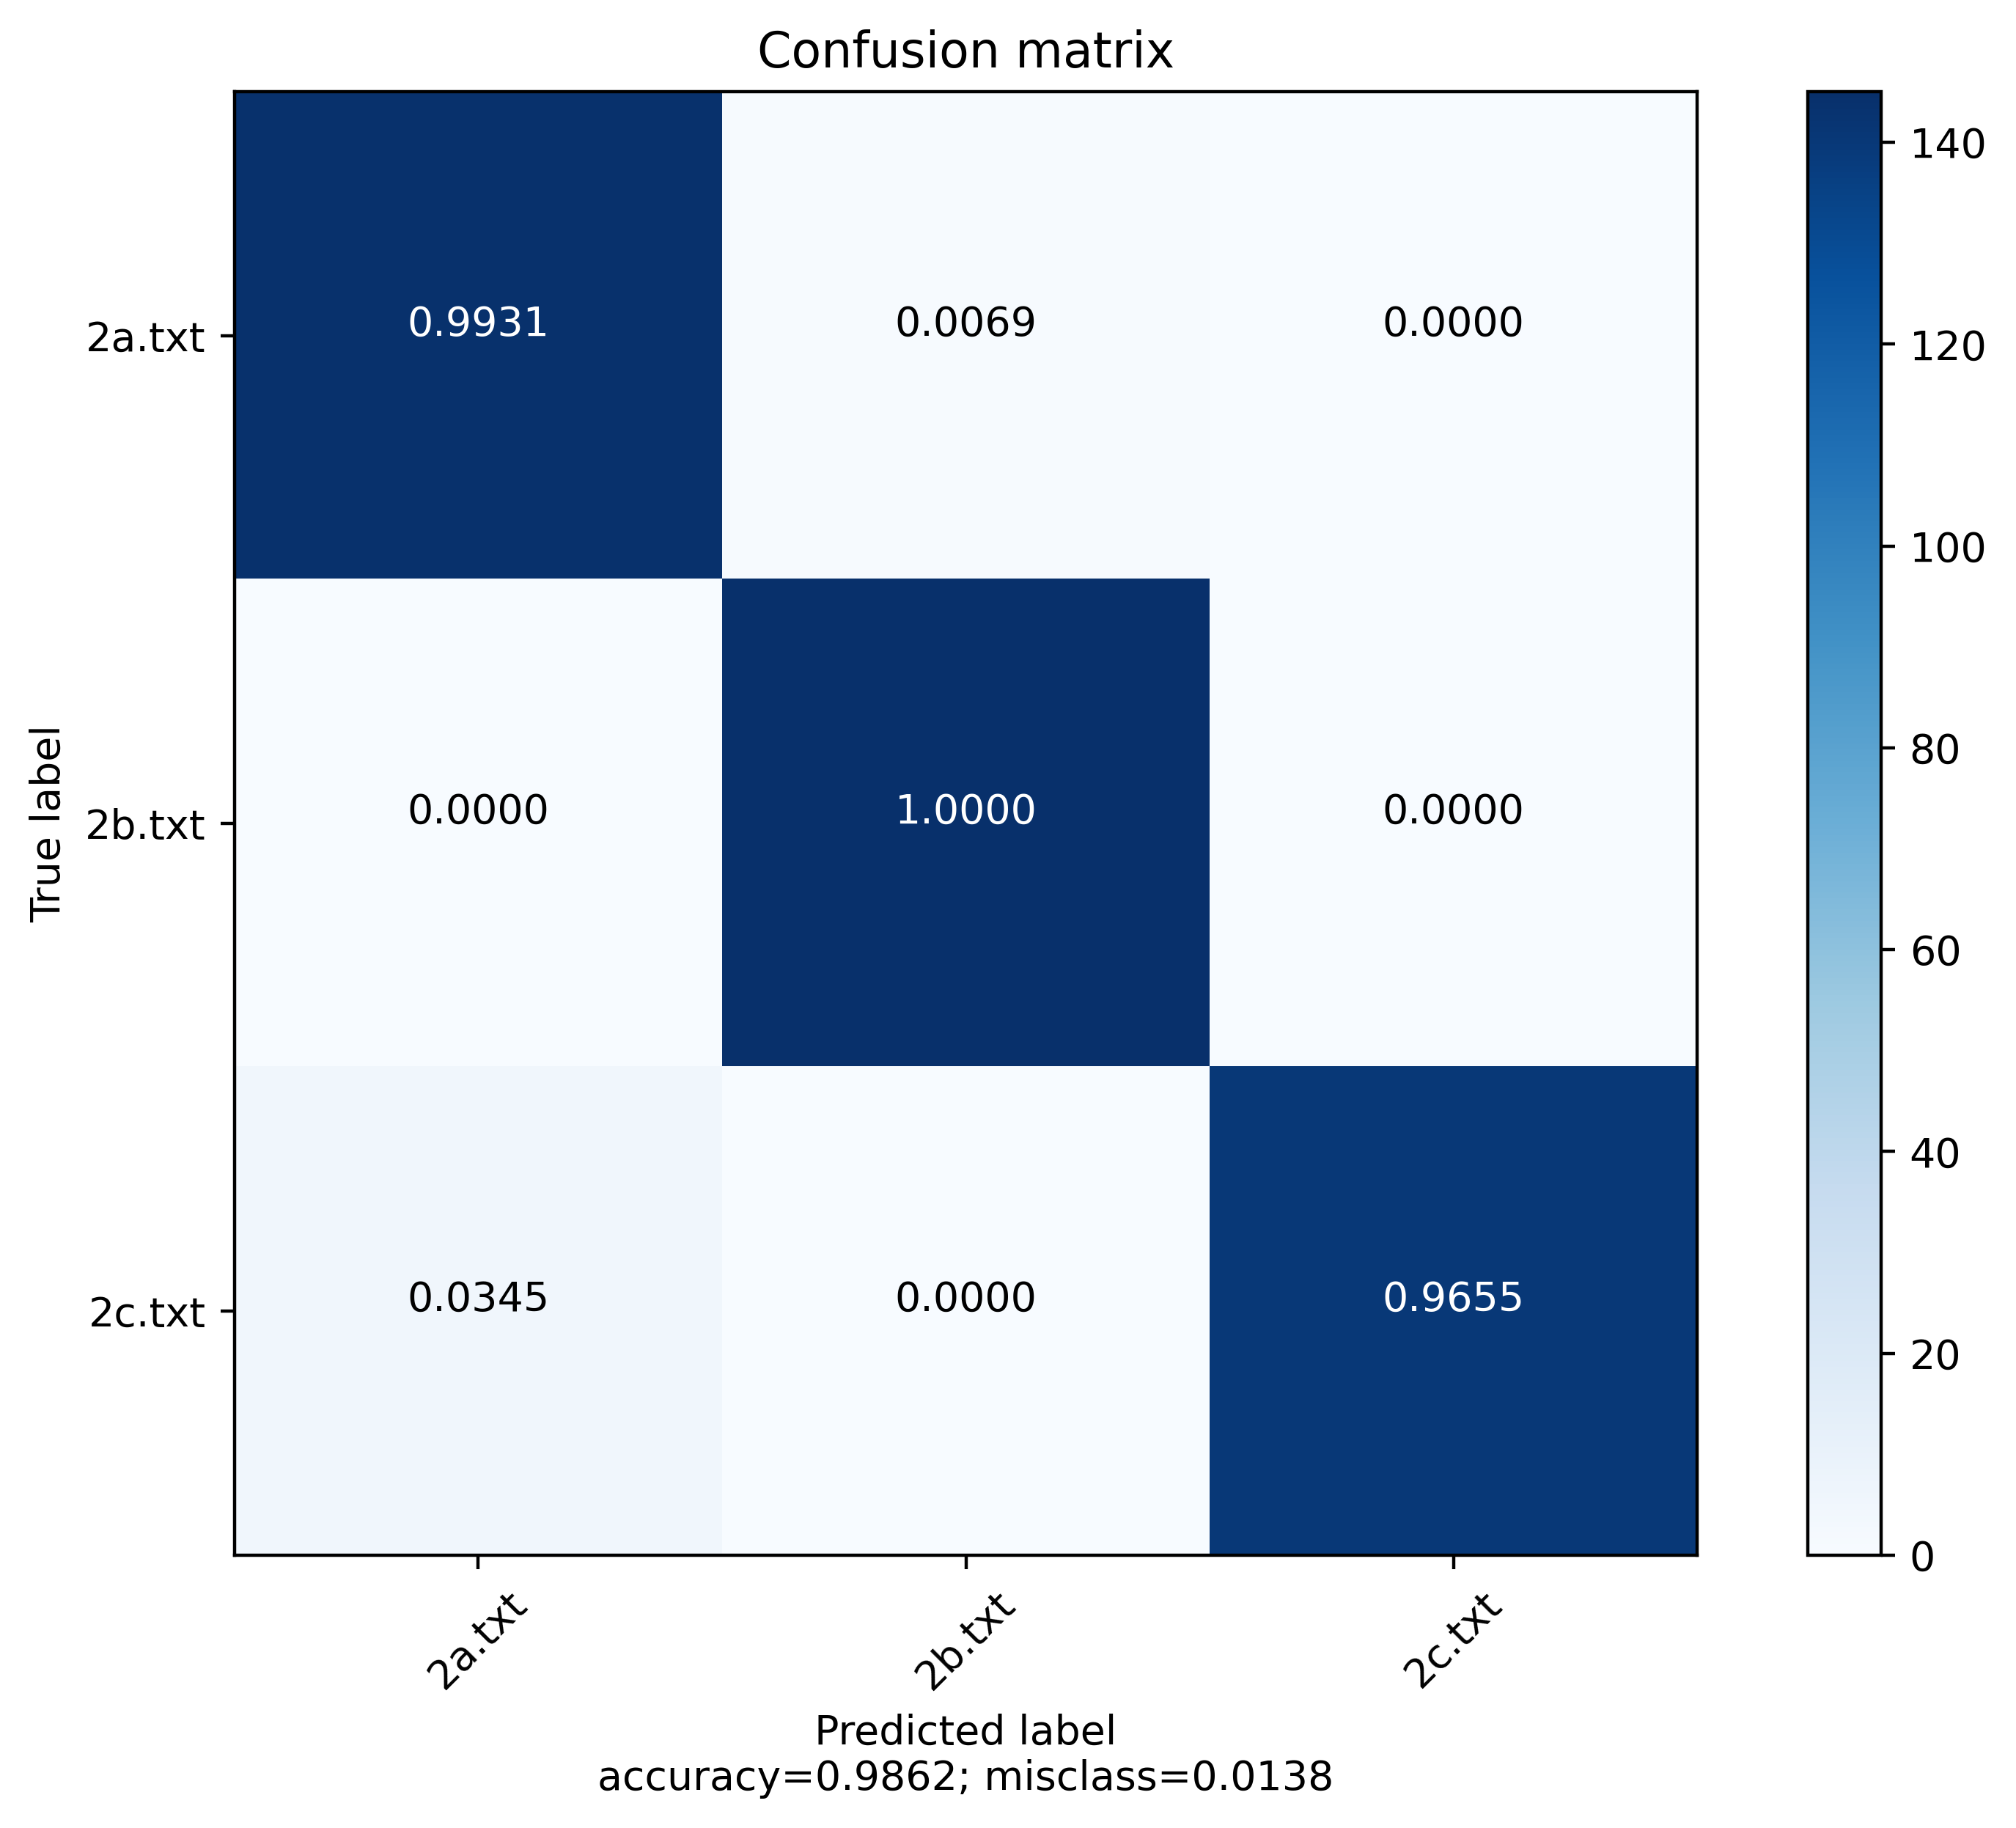 Confusion matrix
True label
2a.txt 0.9931 0.0069 0.0000
2b.txt 0.0000 1.0000 0.0000
2c.txt 0.0345 0.0000 0.9655
2a.txt 2b.txt 2c.txt
Predicted label
accuracy=0.9862; misclass=0.0138
140
120
100
80
60
40
20
0